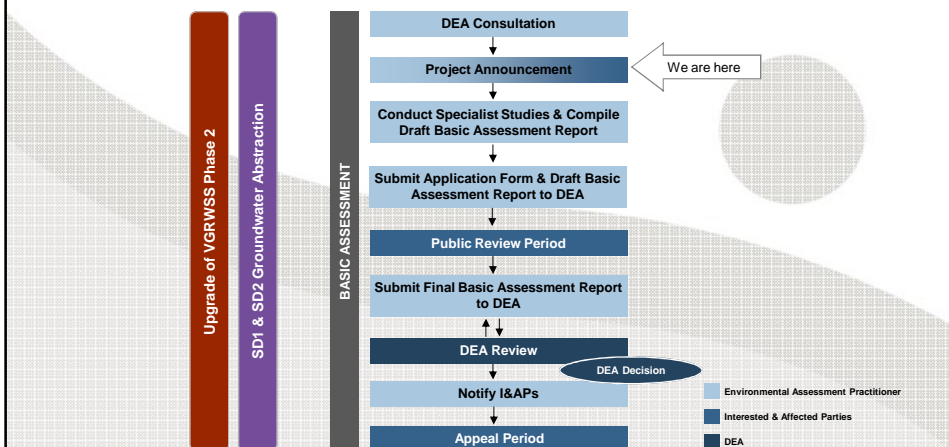 Upgrade of VGRWSS Phase 2
SD1 & SD2 Groundwater Abstraction
BASIC ASSESSMENT
DEA Consultation
Project Announcement
We are here
Conduct Specialist Studies & Compile
Draft Basic Assessment Report
Submit Application Form & Draft Basic
Assessment Report to DEA
Public Review Period
Submit Final Basic Assessment Report
to DEA
DEA Review
DEA Decision
Notify I&APs
Appeal Period
Environmental Assessment Practitioner
Interested & Affected Parties
DEA